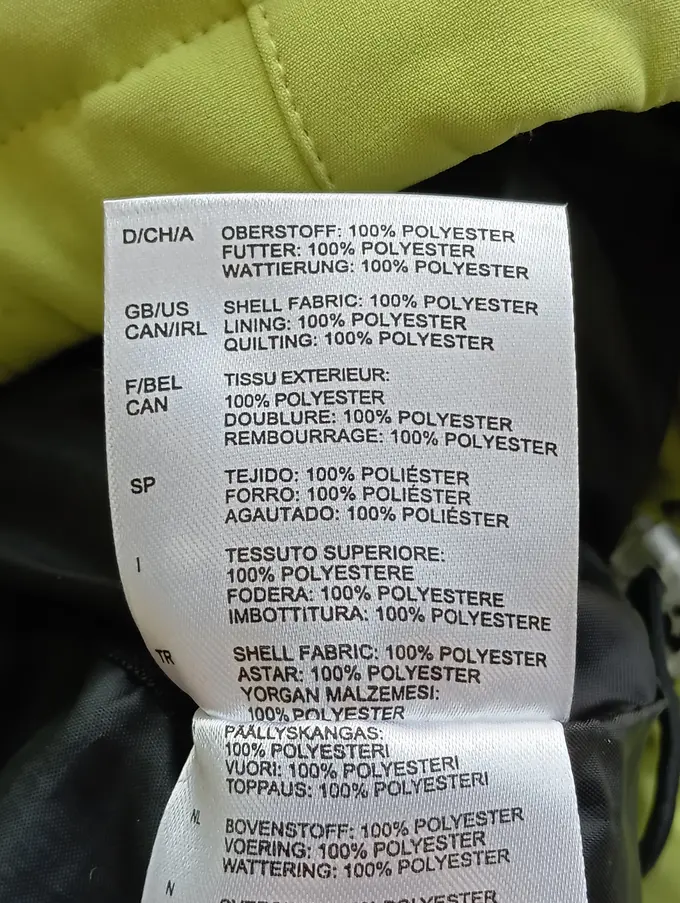 D/CH/A OBERSTOFF: 100% POLYESTER
FUTTER: 100% POLYESTER
WATTIERUNG: 100% POLYESTER
GB/US SHELL FABRIC: 100% POLYESTER
CAN/IRL LINING: 100% POLYESTER
QUILTING: 100% POLYESTER
F/BEL TISSU EXTERIEUR:
CAN 100% POLYESTER
DOUBLURE: 100% POLYESTER
REMBOURRAGE: 100% POLYESTER
SP TEJIDO: 100% POLIÉSTER
FORRO: 100% POLIÉSTER
AGAUTADO: 100% POLIÉSTER
I TESSUTO SUPERIORE:
100% POLYESTERE
FODERA: 100% POLYESTERE
IMBOTTITURA: 100% POLYESTERE
TR SHELL FABRIC: 100% POLYESTER
ASTAR: 100% POLYESTER
YORGAN MALZEMESI:
100% POLYESTER
PÄÄLLYSKANGAS:
100% POLYESTERI
VUORI: 100% POLYESTERI
TOPPAUS: 100% POLYESTERI
NL BOVENSTOFF: 100% POLYESTER
VOERING: 100% POLYESTER
WATTERING: 100% POLYESTER
N 100% POLYESTER